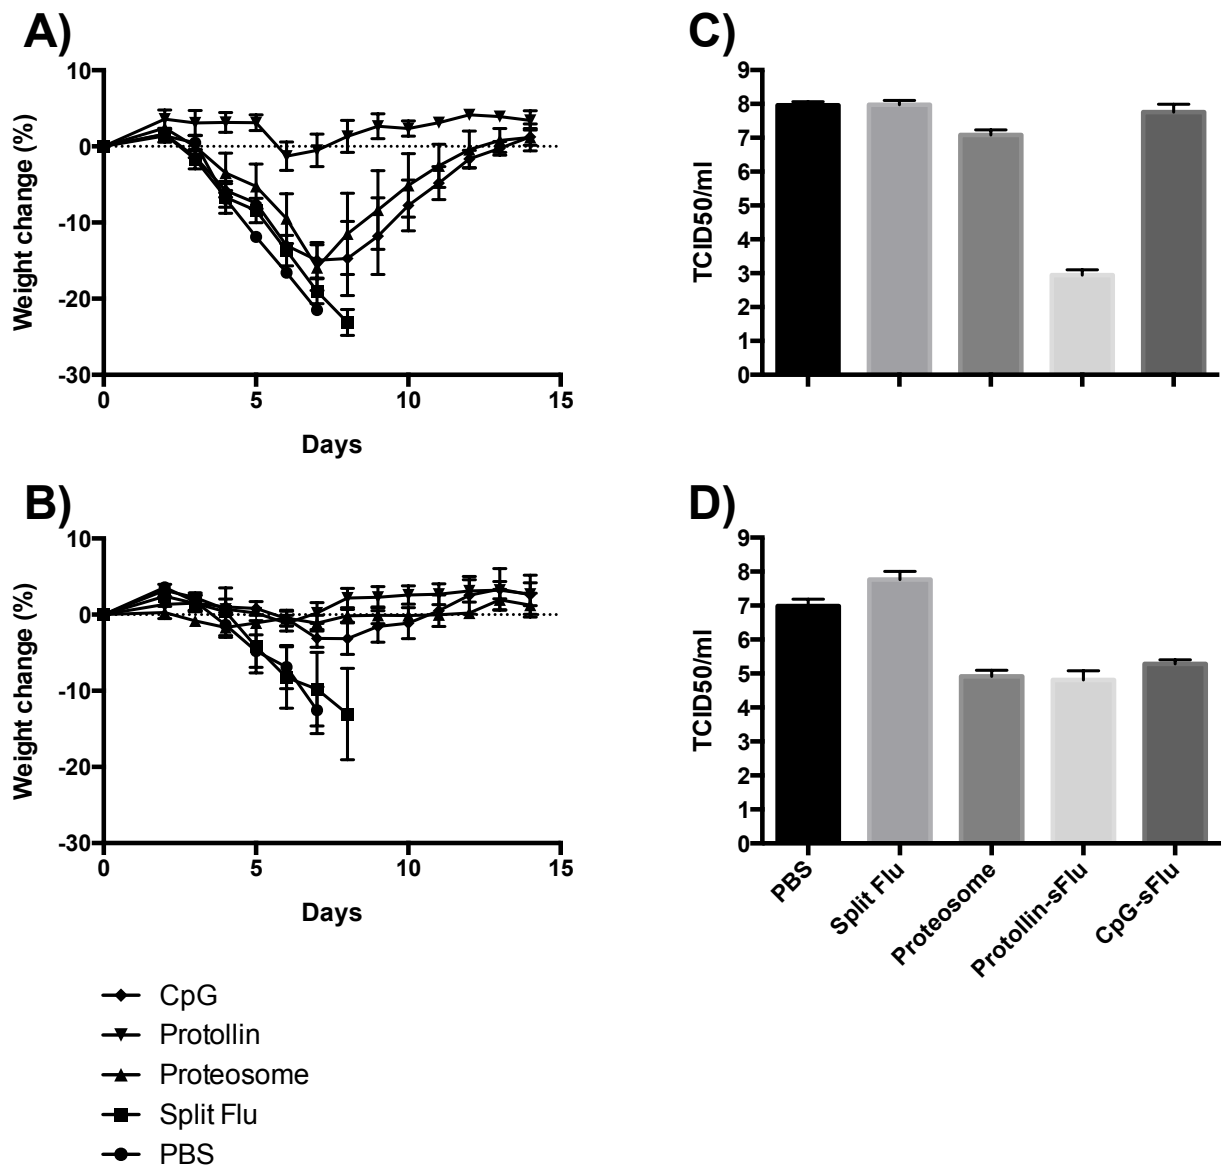 A)
Weight change (%)
10
0
-10
-20
-30
0 5 10 15
Days
C)
TCID50/ml
9
8
7
6
5
4
3
2
1
0
B)
Weight change (%)
10
0
-10
-20
-30
0 5 10 15
Days
D)
TCID50/ml
9
8
7
6
5
4
3
2
1
0
PBS
Split Flu
Proteosome
Protollin-sFlu
CpG-sFlu
CpG
Protollin
Proteosome
Split Flu
PBS